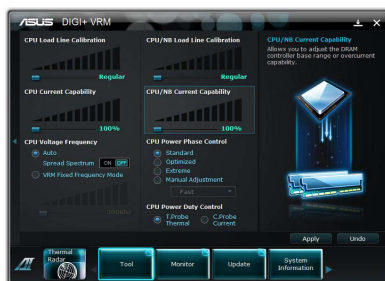 ASUS DIGI+ VRM
CPU Load Line Calibration
Regular
CPU Current Capability
100%
CPU Voltage Frequency
Auto
Spread Spectrum ON OFF
VRM Fixed Frequency Mode
CPU/NB Load Line Calibration
Regular
CPU/NB Current Capability
100%
CPU Power Phase Control
Standard
Optimized
Extreme
Manual Adjustment
Fast
CPU Power Duty Control
T.Probe
Thermal
C.Probe
Current
CPU/NB Current Capability
Allows you to adjust the DRAM
controller base range or overcurrent
capability.
Apply
Undo
Thermal
Radar
Tool
Monitor
Update
System
Information